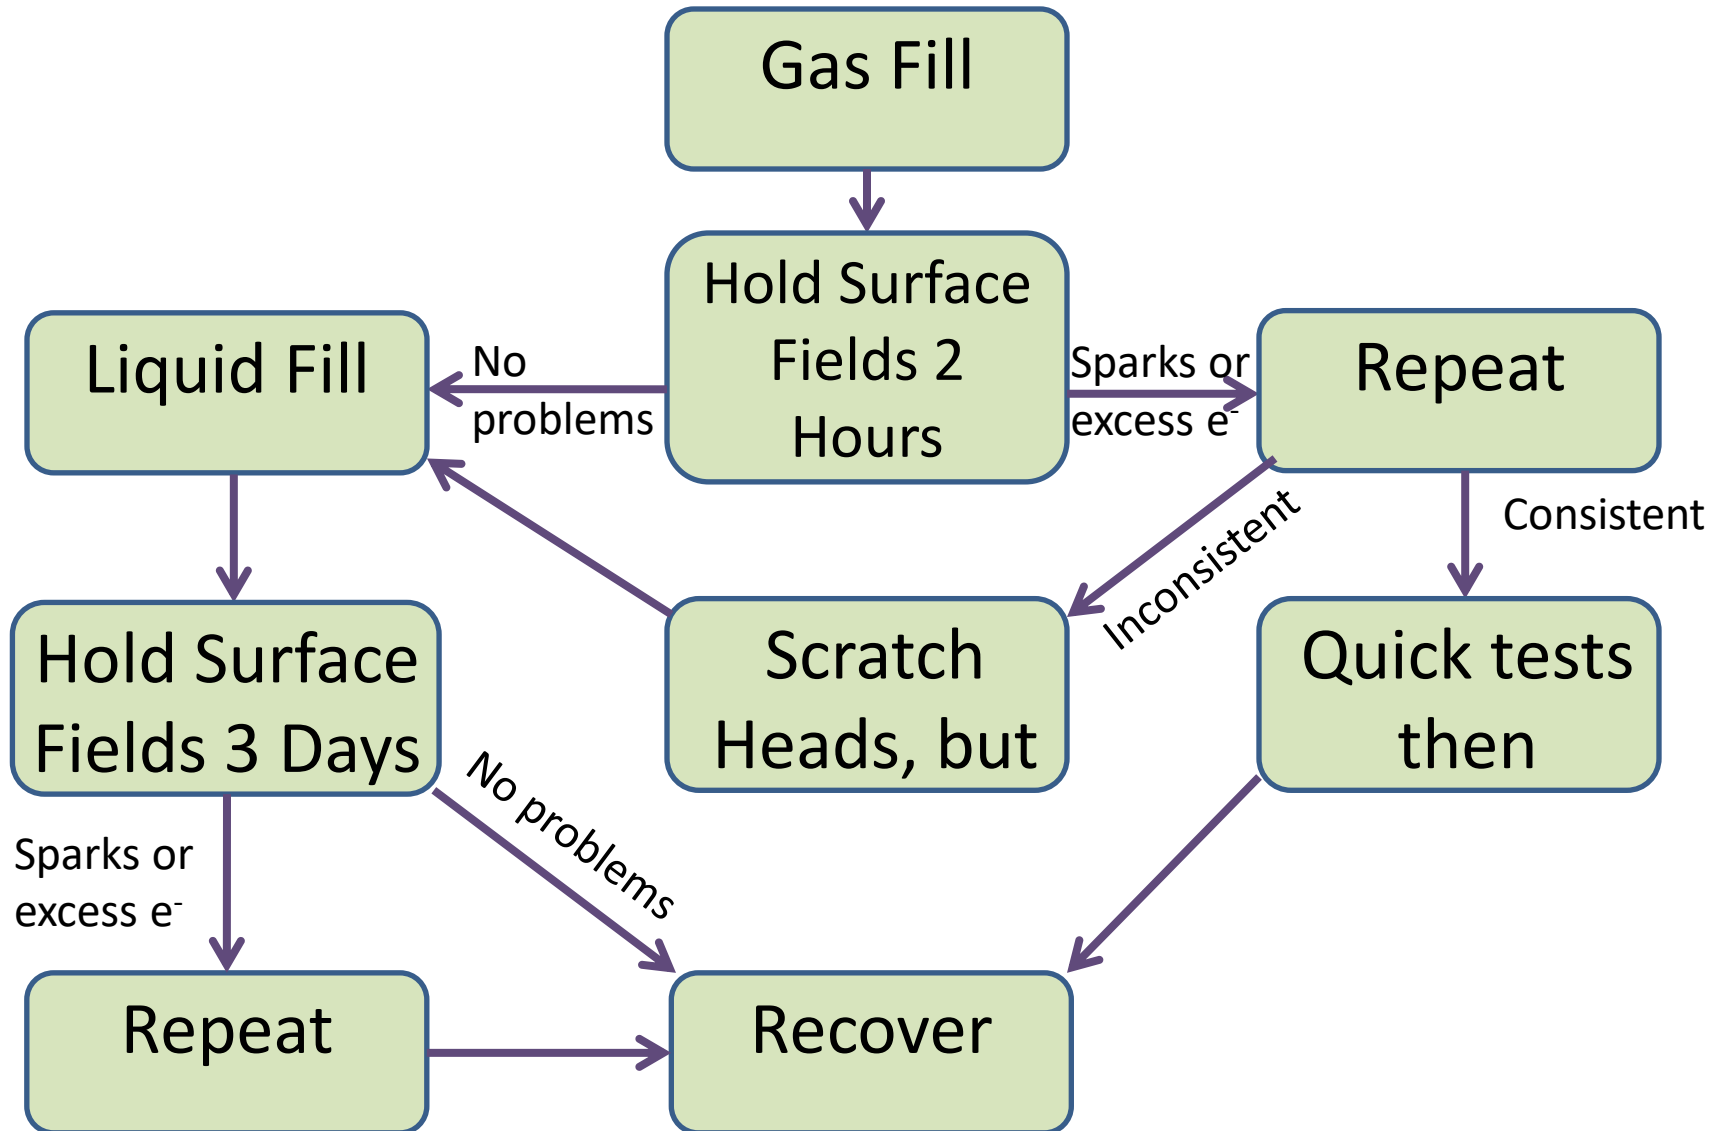 Gas Fill
Hold Surface
Fields 2
Hours
Liquid Fill
No
problems
Sparks or
excess e⁻
Repeat
Inconsistent
Consistent
Hold Surface
Fields 3 Days
Scratch
Heads, but
Quick tests
then
No problems
Sparks or
excess e⁻
Repeat
Recover